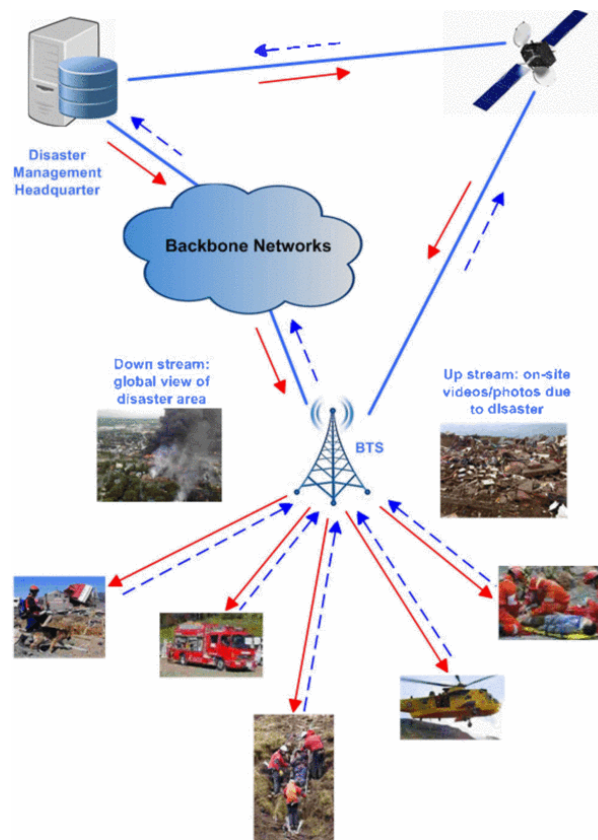 Disaster
Management
Headquarter
Backbone Networks
Down stream:
global view of
disaster area
Up stream: on-site
videos/photos due
to disaster
BTS